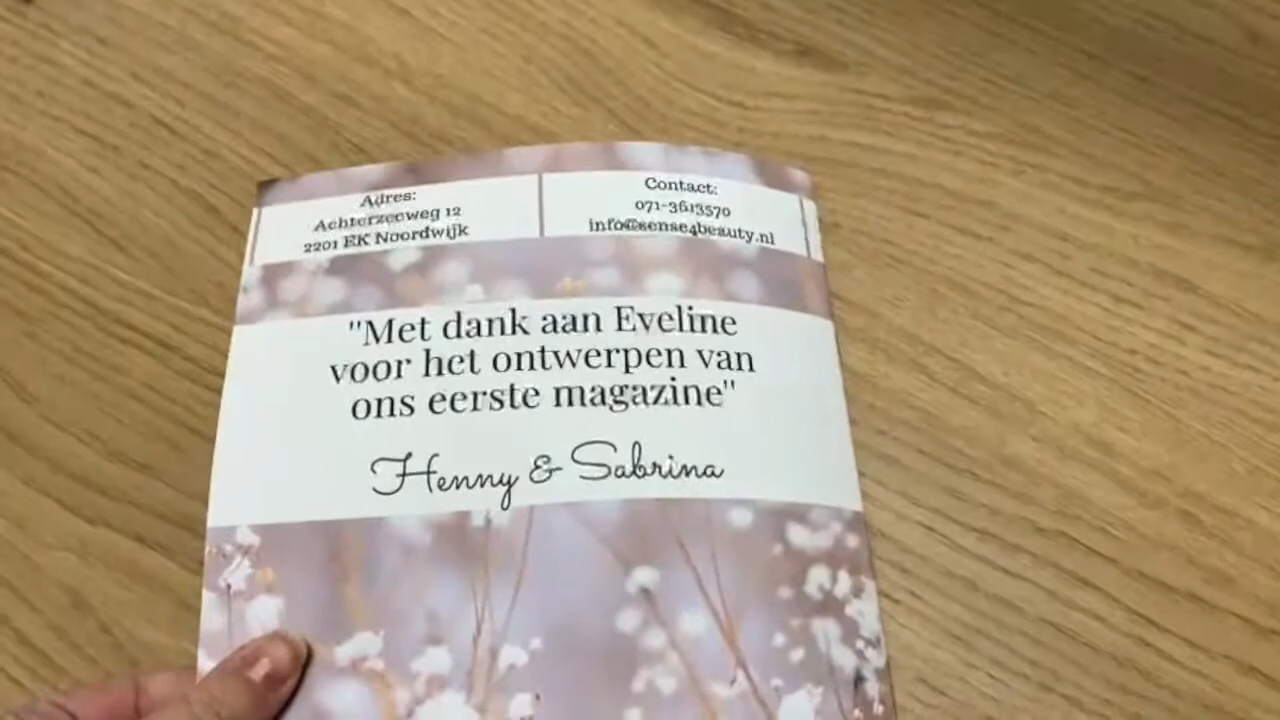 Adres:
Achterzeeweg 12
2201 EK Noordwijk
Contact:
071-3613570
info@sense4beauty.nl
"Met dank aan Eveline
voor het ontwerpen van
ons eerste magazine"
Henny & Sabrina